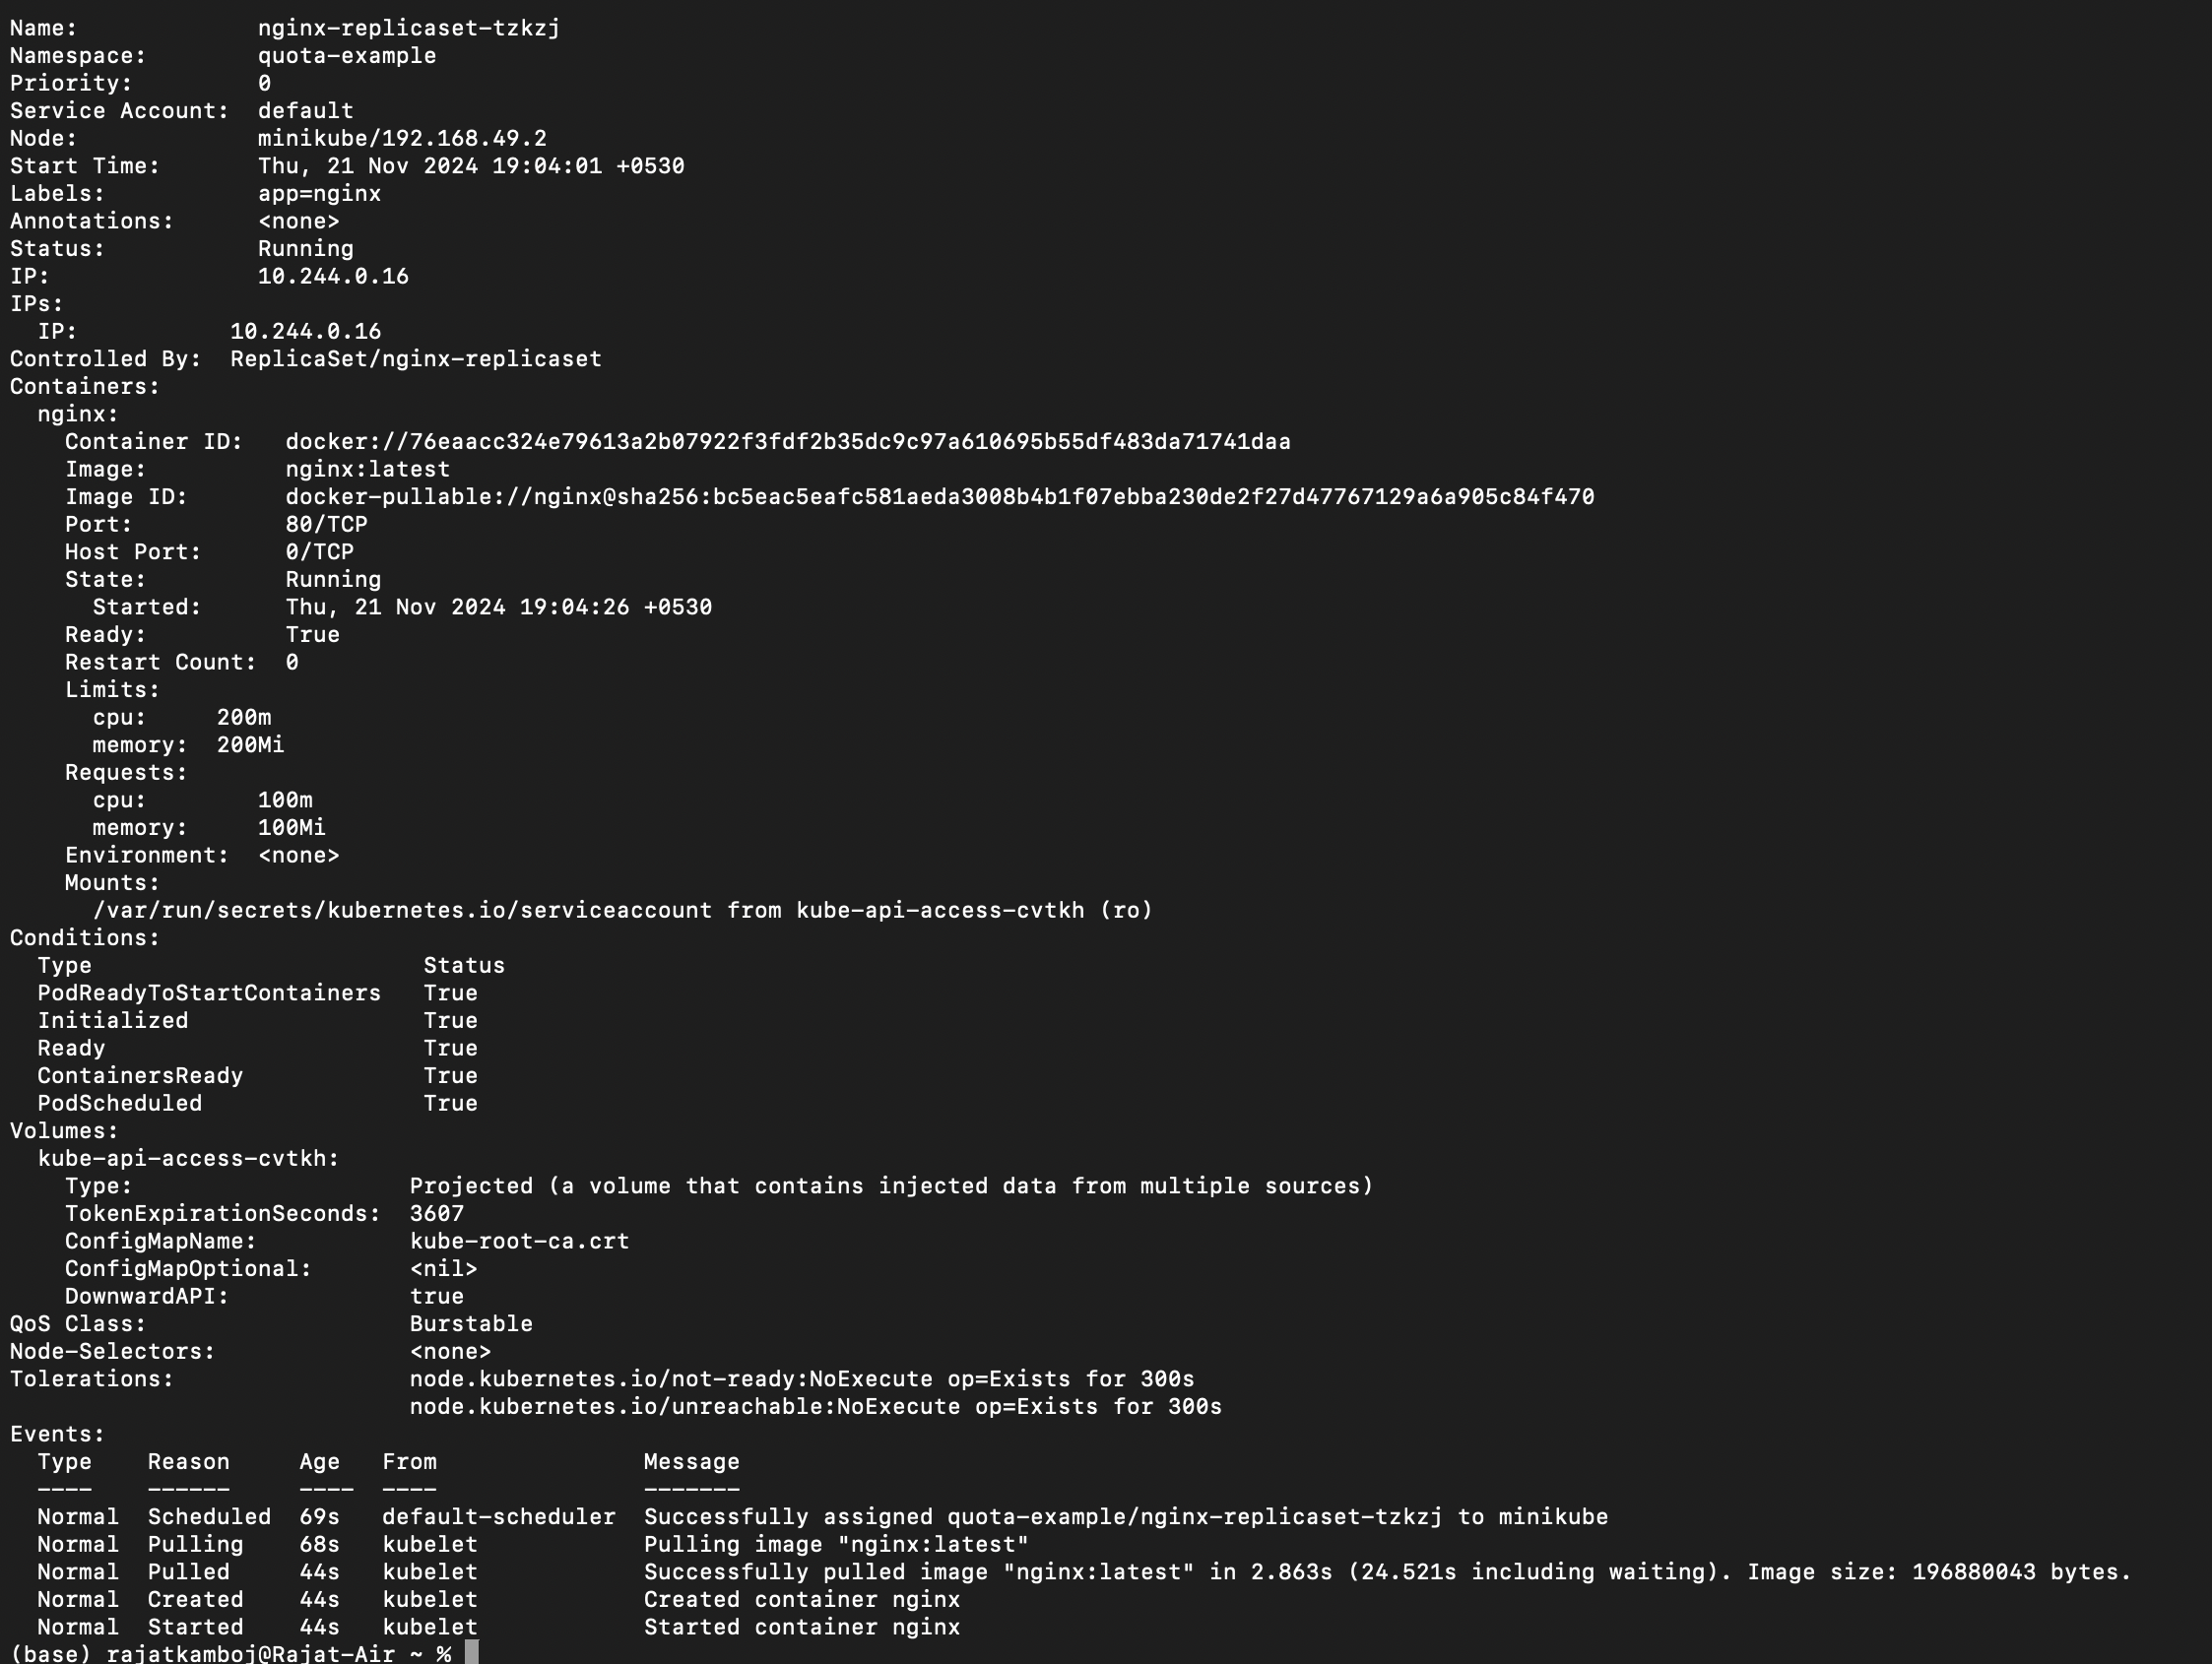 Name:             nginx-replicaset-tzkzj
Namespace:        quota-example
Priority:         0
Service Account:  default
Node:             minikube/192.168.49.2
Start Time:       Thu, 21 Nov 2024 19:04:01 +0530
Labels:           app=nginx
Annotations:      <none>
Status:           Running
IP:               10.244.0.16
IPs:
  IP:           10.244.0.16
Controlled By:  ReplicaSet/nginx-replicaset
Containers:
  nginx:
    Container ID:   docker://76eaacc324e79613a2b07922f3fdf2b35dc9c97a610695b55df483da71741daa
    Image:          nginx:latest
    Image ID:       docker-pullable://nginx@sha256:bc5eac5eafc581aeda3008b4b1f07ebba230de2f27d47767129a6a905c84f470
    Port:           80/TCP
    Host Port:      0/TCP
    State:          Running
      Started:      Thu, 21 Nov 2024 19:04:26 +0530
    Ready:          True
    Restart Count:  0
    Limits:
      cpu:     200m
      memory:  200Mi
    Requests:
      cpu:        100m
      memory:     100Mi
    Environment:  <none>
    Mounts:
      /var/run/secrets/kubernetes.io/serviceaccount from kube-api-access-cvtkh (ro)
Conditions:
  Type                        Status
  PodReadyToStartContainers   True
  Initialized                 True
  Ready                       True
  ContainersReady             True
  PodScheduled                True
Volumes:
  kube-api-access-cvtkh:
    Type:                    Projected (a volume that contains injected data from multiple sources)
    TokenExpirationSeconds:  3607
    ConfigMapName:           kube-root-ca.crt
    ConfigMapOptional:       <nil>
    DownwardAPI:             true
QoS Class:                   Burstable
Node-Selectors:              <none>
Tolerations:                 node.kubernetes.io/not-ready:NoExecute op=Exists for 300s
                             node.kubernetes.io/unreachable:NoExecute op=Exists for 300s
Events:
  Type    Reason     Age   From               Message
  ----    ------     ----  ----               -------
  Normal  Scheduled  69s   default-scheduler  Successfully assigned quota-example/nginx-replicaset-tzkzj to minikube
  Normal  Pulling    68s   kubelet            Pulling image "nginx:latest"
  Normal  Pulled     44s   kubelet            Successfully pulled image "nginx:latest" in 2.863s (24.521s including waiting). Image size: 196880043 bytes.
  Normal  Created    44s   kubelet            Created container nginx
  Normal  Started    44s   kubelet            Started container nginx
(base) rajatkamboj@Rajat-Air ~ %